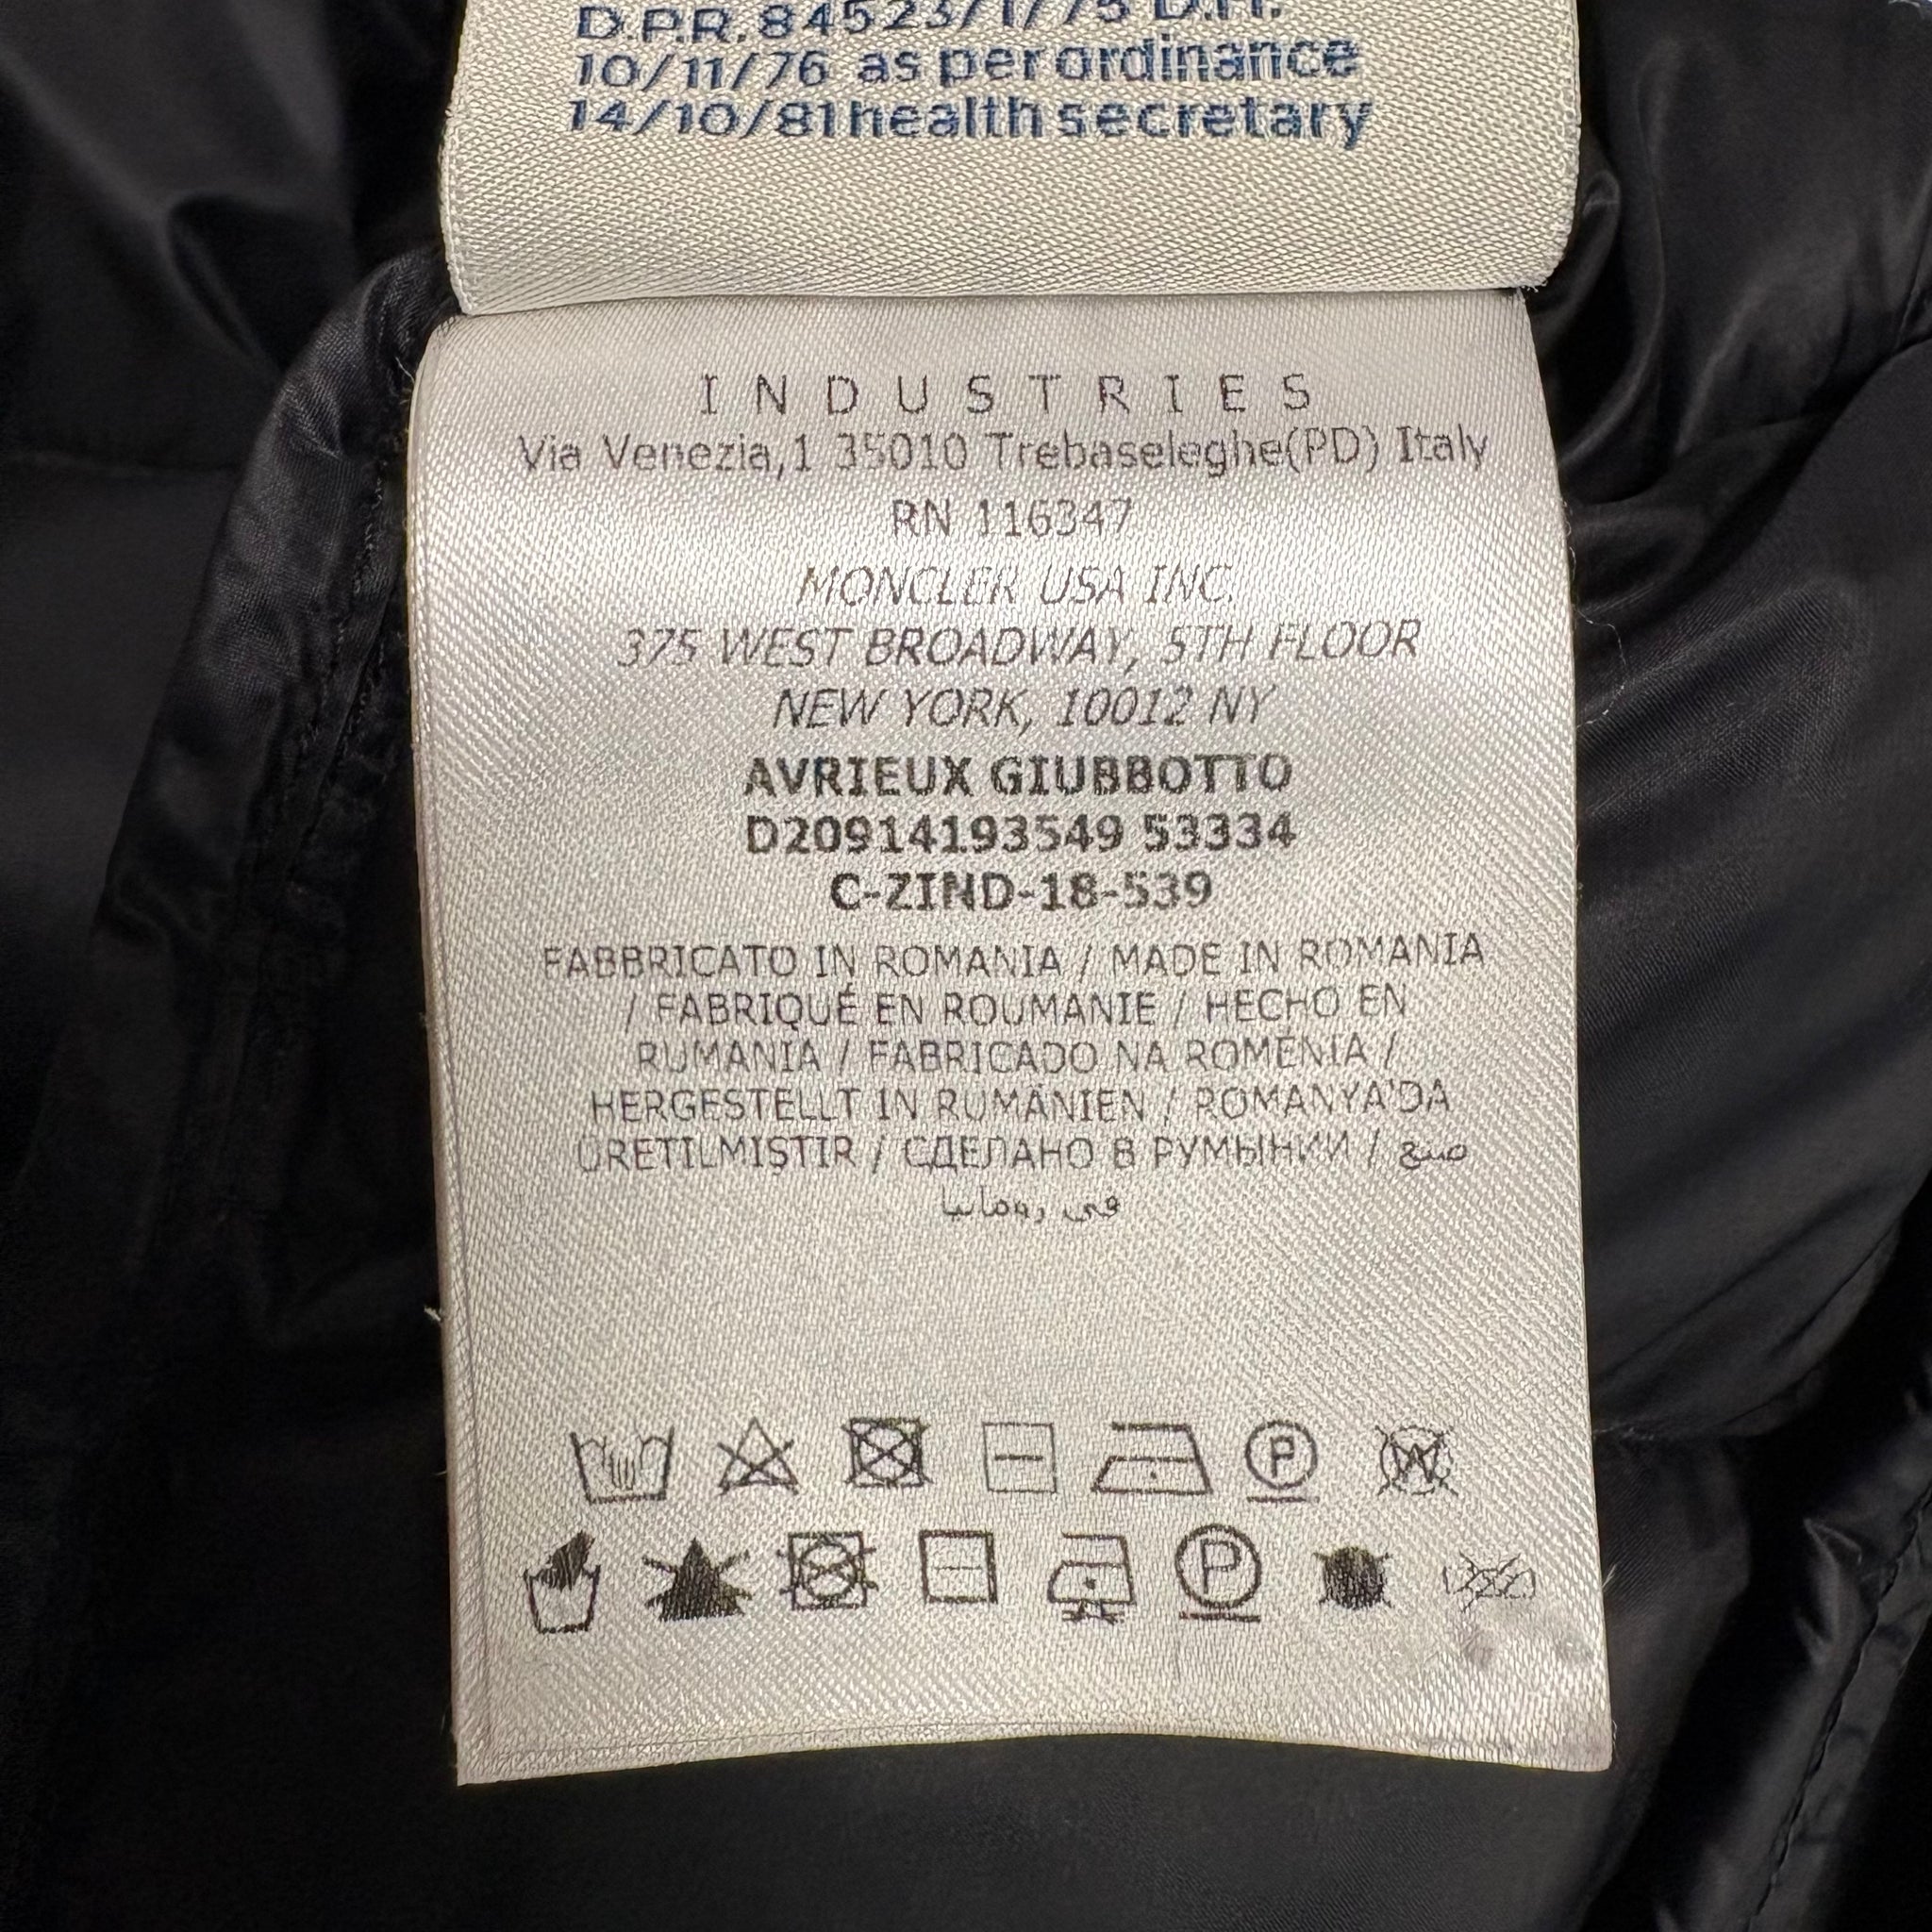 D.P.R. 84523/1/75 D.M.
10/11/76 as per ordinance
14/10/81 health secretary
INDUSTRIES
Via Venezia,1 35010 Trebaseleghe(PD) Italy
RN 116347
MONCLER USA INC.
375 WEST BROADWAY, 5TH FLOOR
NEW YORK, 10012 NY
AVRIEUX GIUBBOTTO
D20914193549 53334
C-ZIND-18-539
FABBRICATO IN ROMANIA / MADE IN ROMANIA
/ FABRIQUÉ EN ROUMANIE / HECHO EN
RUMANIA / FABRICADO NA ROMÉNIA /
HERGESTELLT IN RUMÄNIEN / ROMANYA'DA
ÜRETILMIŞTIR / СДЕЛАНО В РУМЫНИИ / صنع
في رومانيا
P W
P